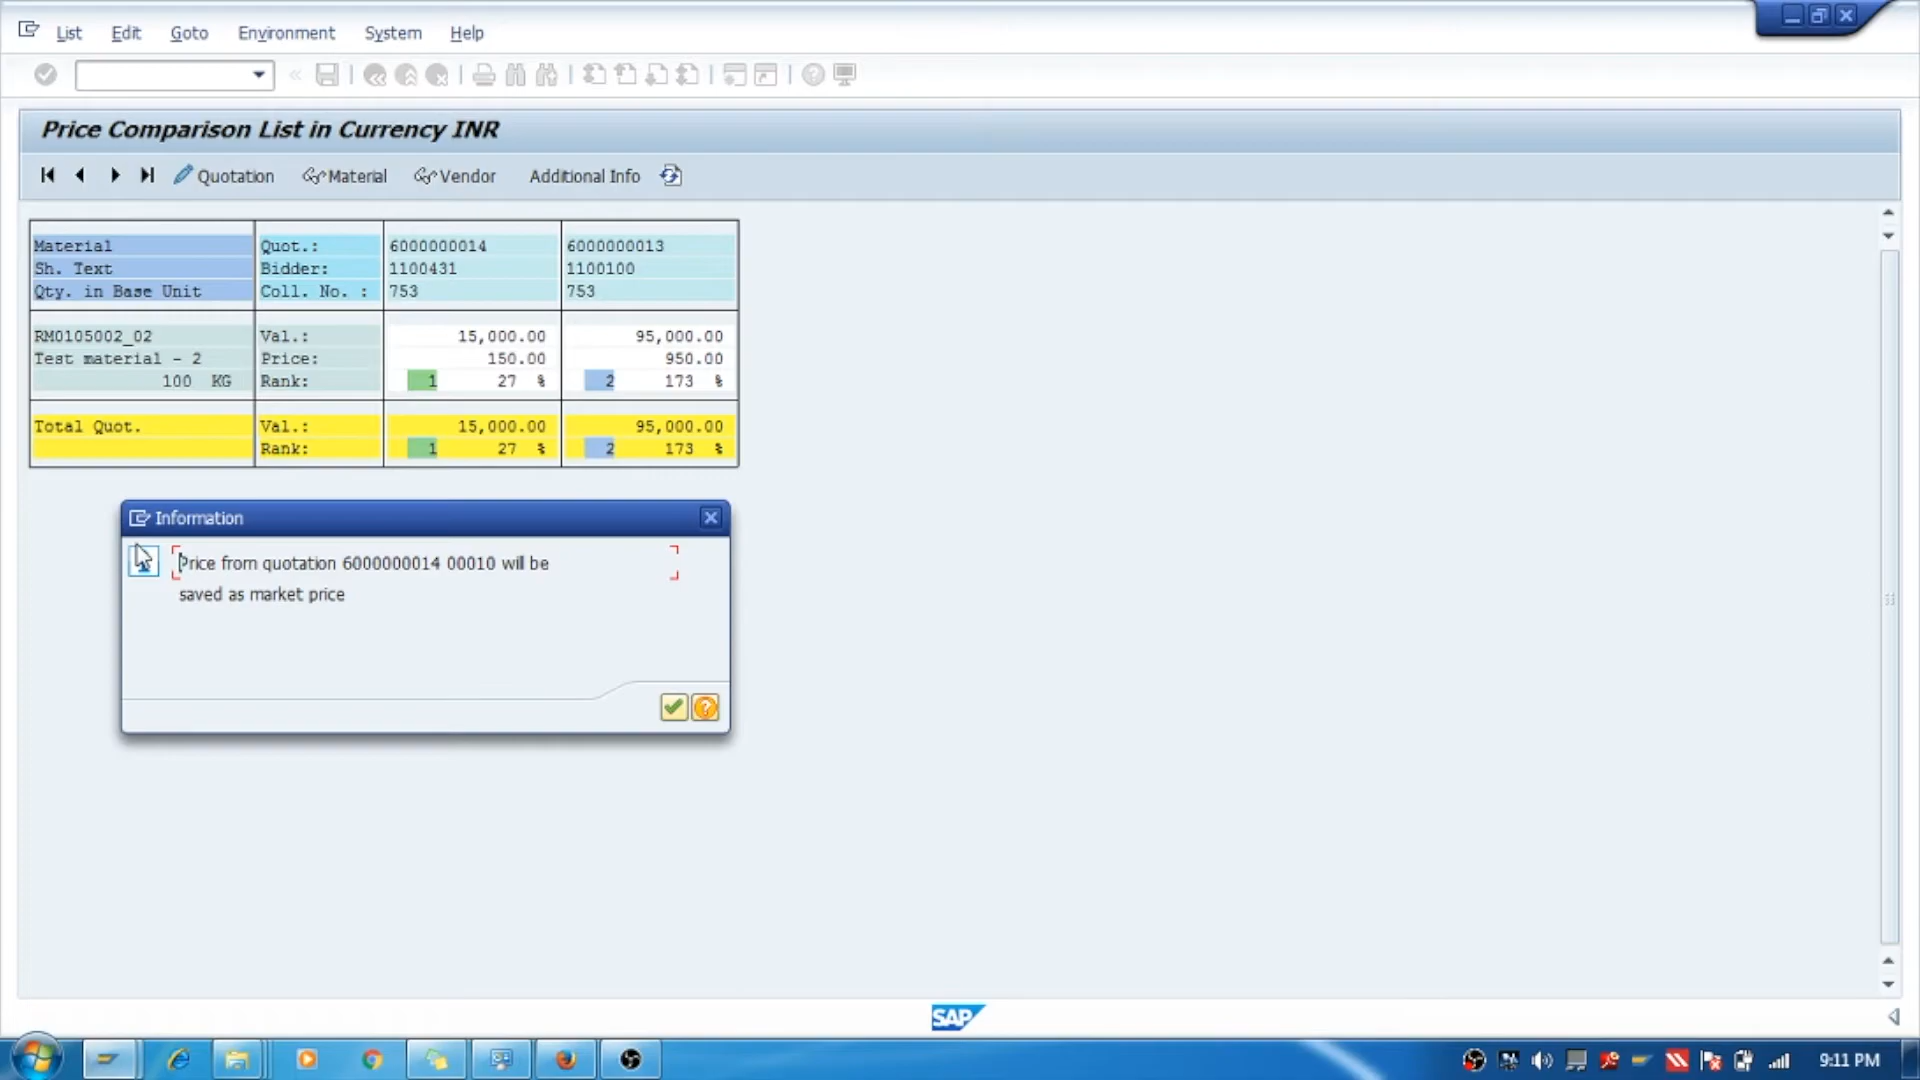 List Edit Goto Environment System Help
Price Comparison List in Currency INR
Quotation Material Vendor Additional Info
Material Quot.: 6000000014 6000000013
Sh. Text Bidder: 1100431 1100100
Qty. in Base Unit Coll. No. : 753 753
RM0105002_02 Val.: 15,000.00 95,000.00
Test material - 2 Price: 150.00 950.00
100 KG Rank: 1 27 % 2 173 %
Total Quot. Val.: 15,000.00 95,000.00
Rank: 1 27 % 2 173 %
Information
Price from quotation 6000000014 00010 will be
saved as market price
SAP
9:11 PM